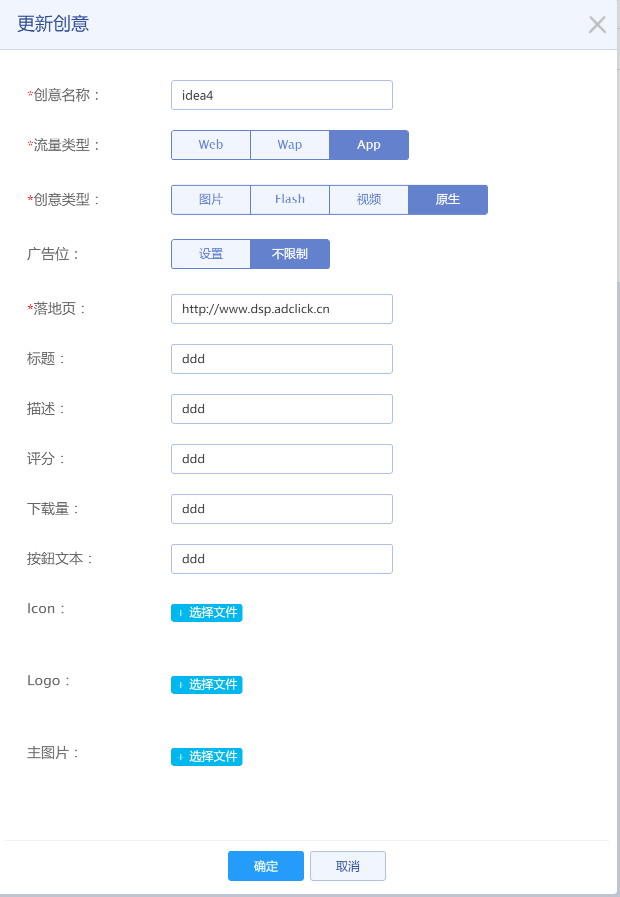 更新创意
*创意名称： idea4
*流量类型： Web Wap App
*创意类型： 图片 Flash 视频 原生
广告位： 设置 不限制
*落地页： http://www.dsp.adclick.cn
标题： ddd
描述： ddd
评分： ddd
下载量： ddd
按鈕文本： ddd
Icon： + 选择文件
Logo： + 选择文件
主图片： + 选择文件
确定 取消